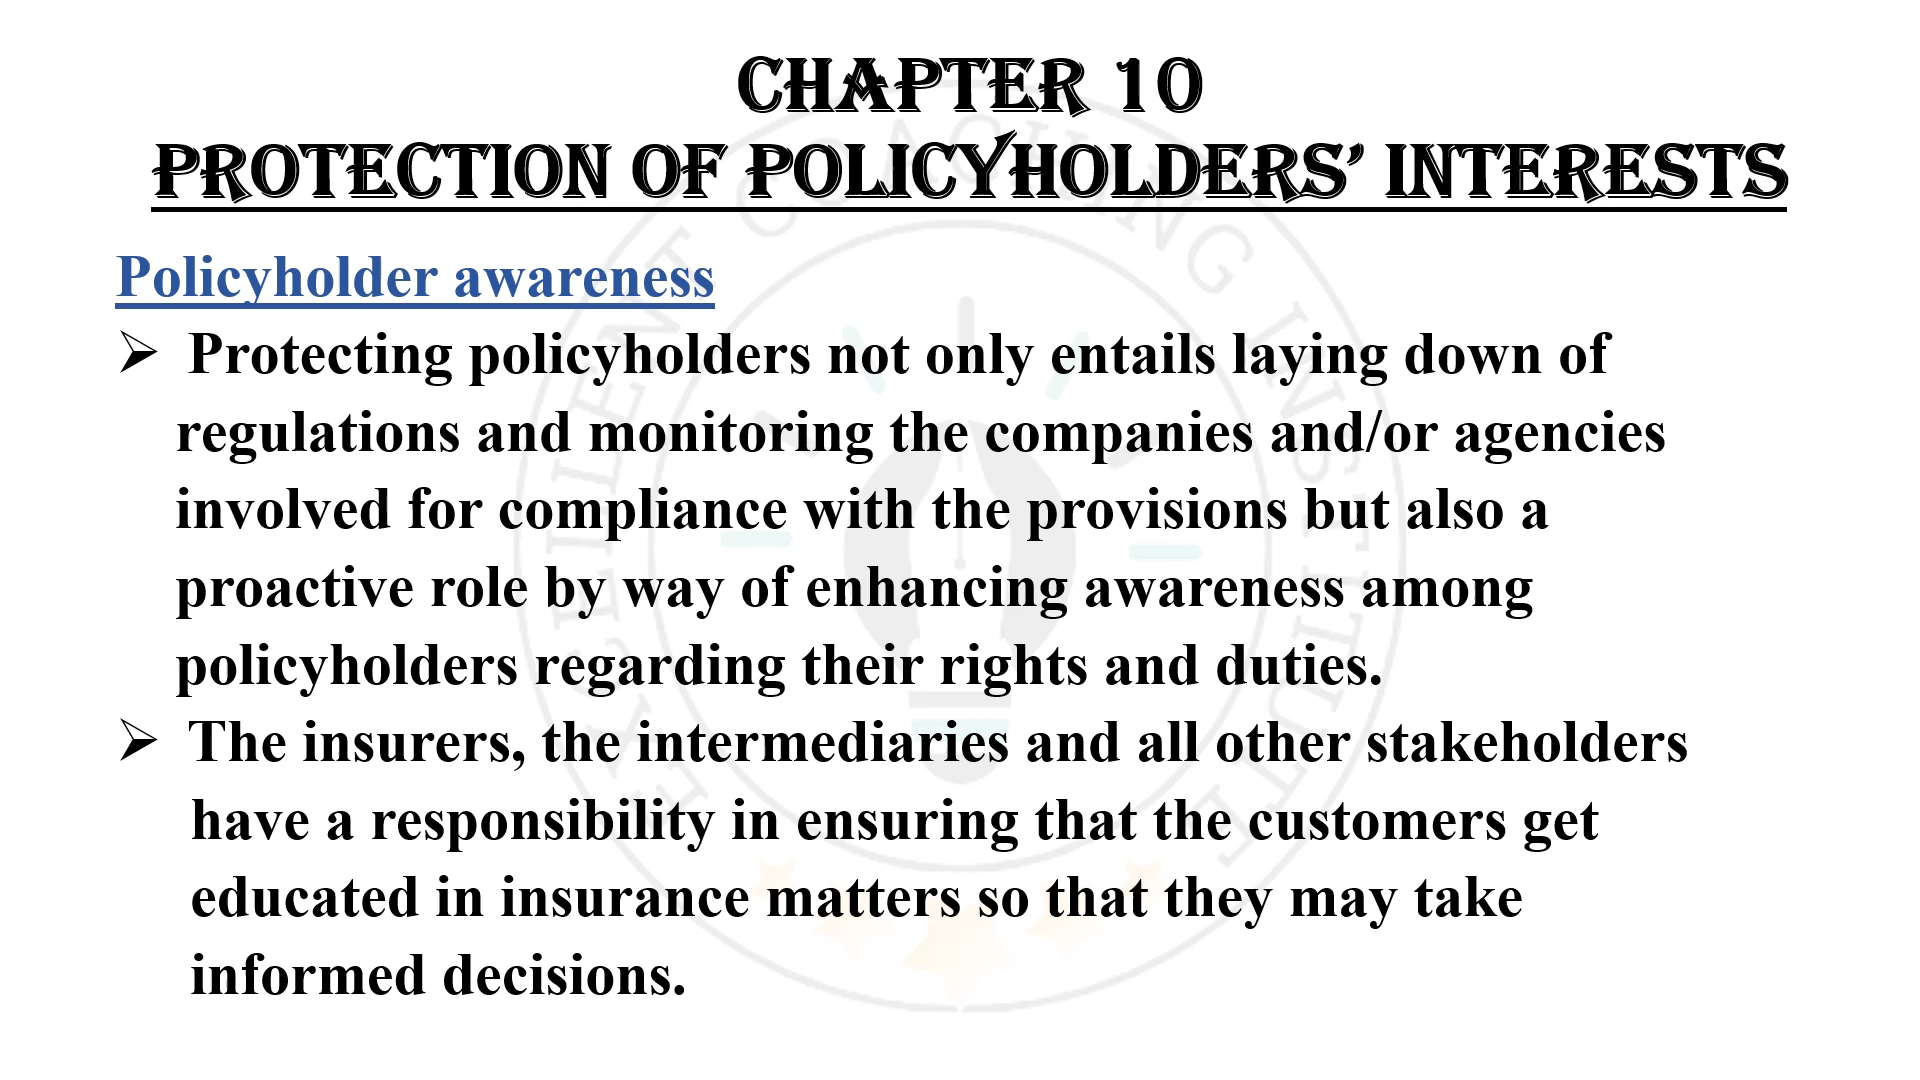 CHAPTER 10
PROTECTION OF POLICYHOLDERS’ INTERESTS
Policyholder awareness
➢ Protecting policyholders not only entails laying down of
regulations and monitoring the companies and/or agencies
involved for compliance with the provisions but also a
proactive role by way of enhancing awareness among
policyholders regarding their rights and duties.
➢ The insurers, the intermediaries and all other stakeholders
have a responsibility in ensuring that the customers get
educated in insurance matters so that they may take
informed decisions.
EXCELLENT COACHING INSTITUTE